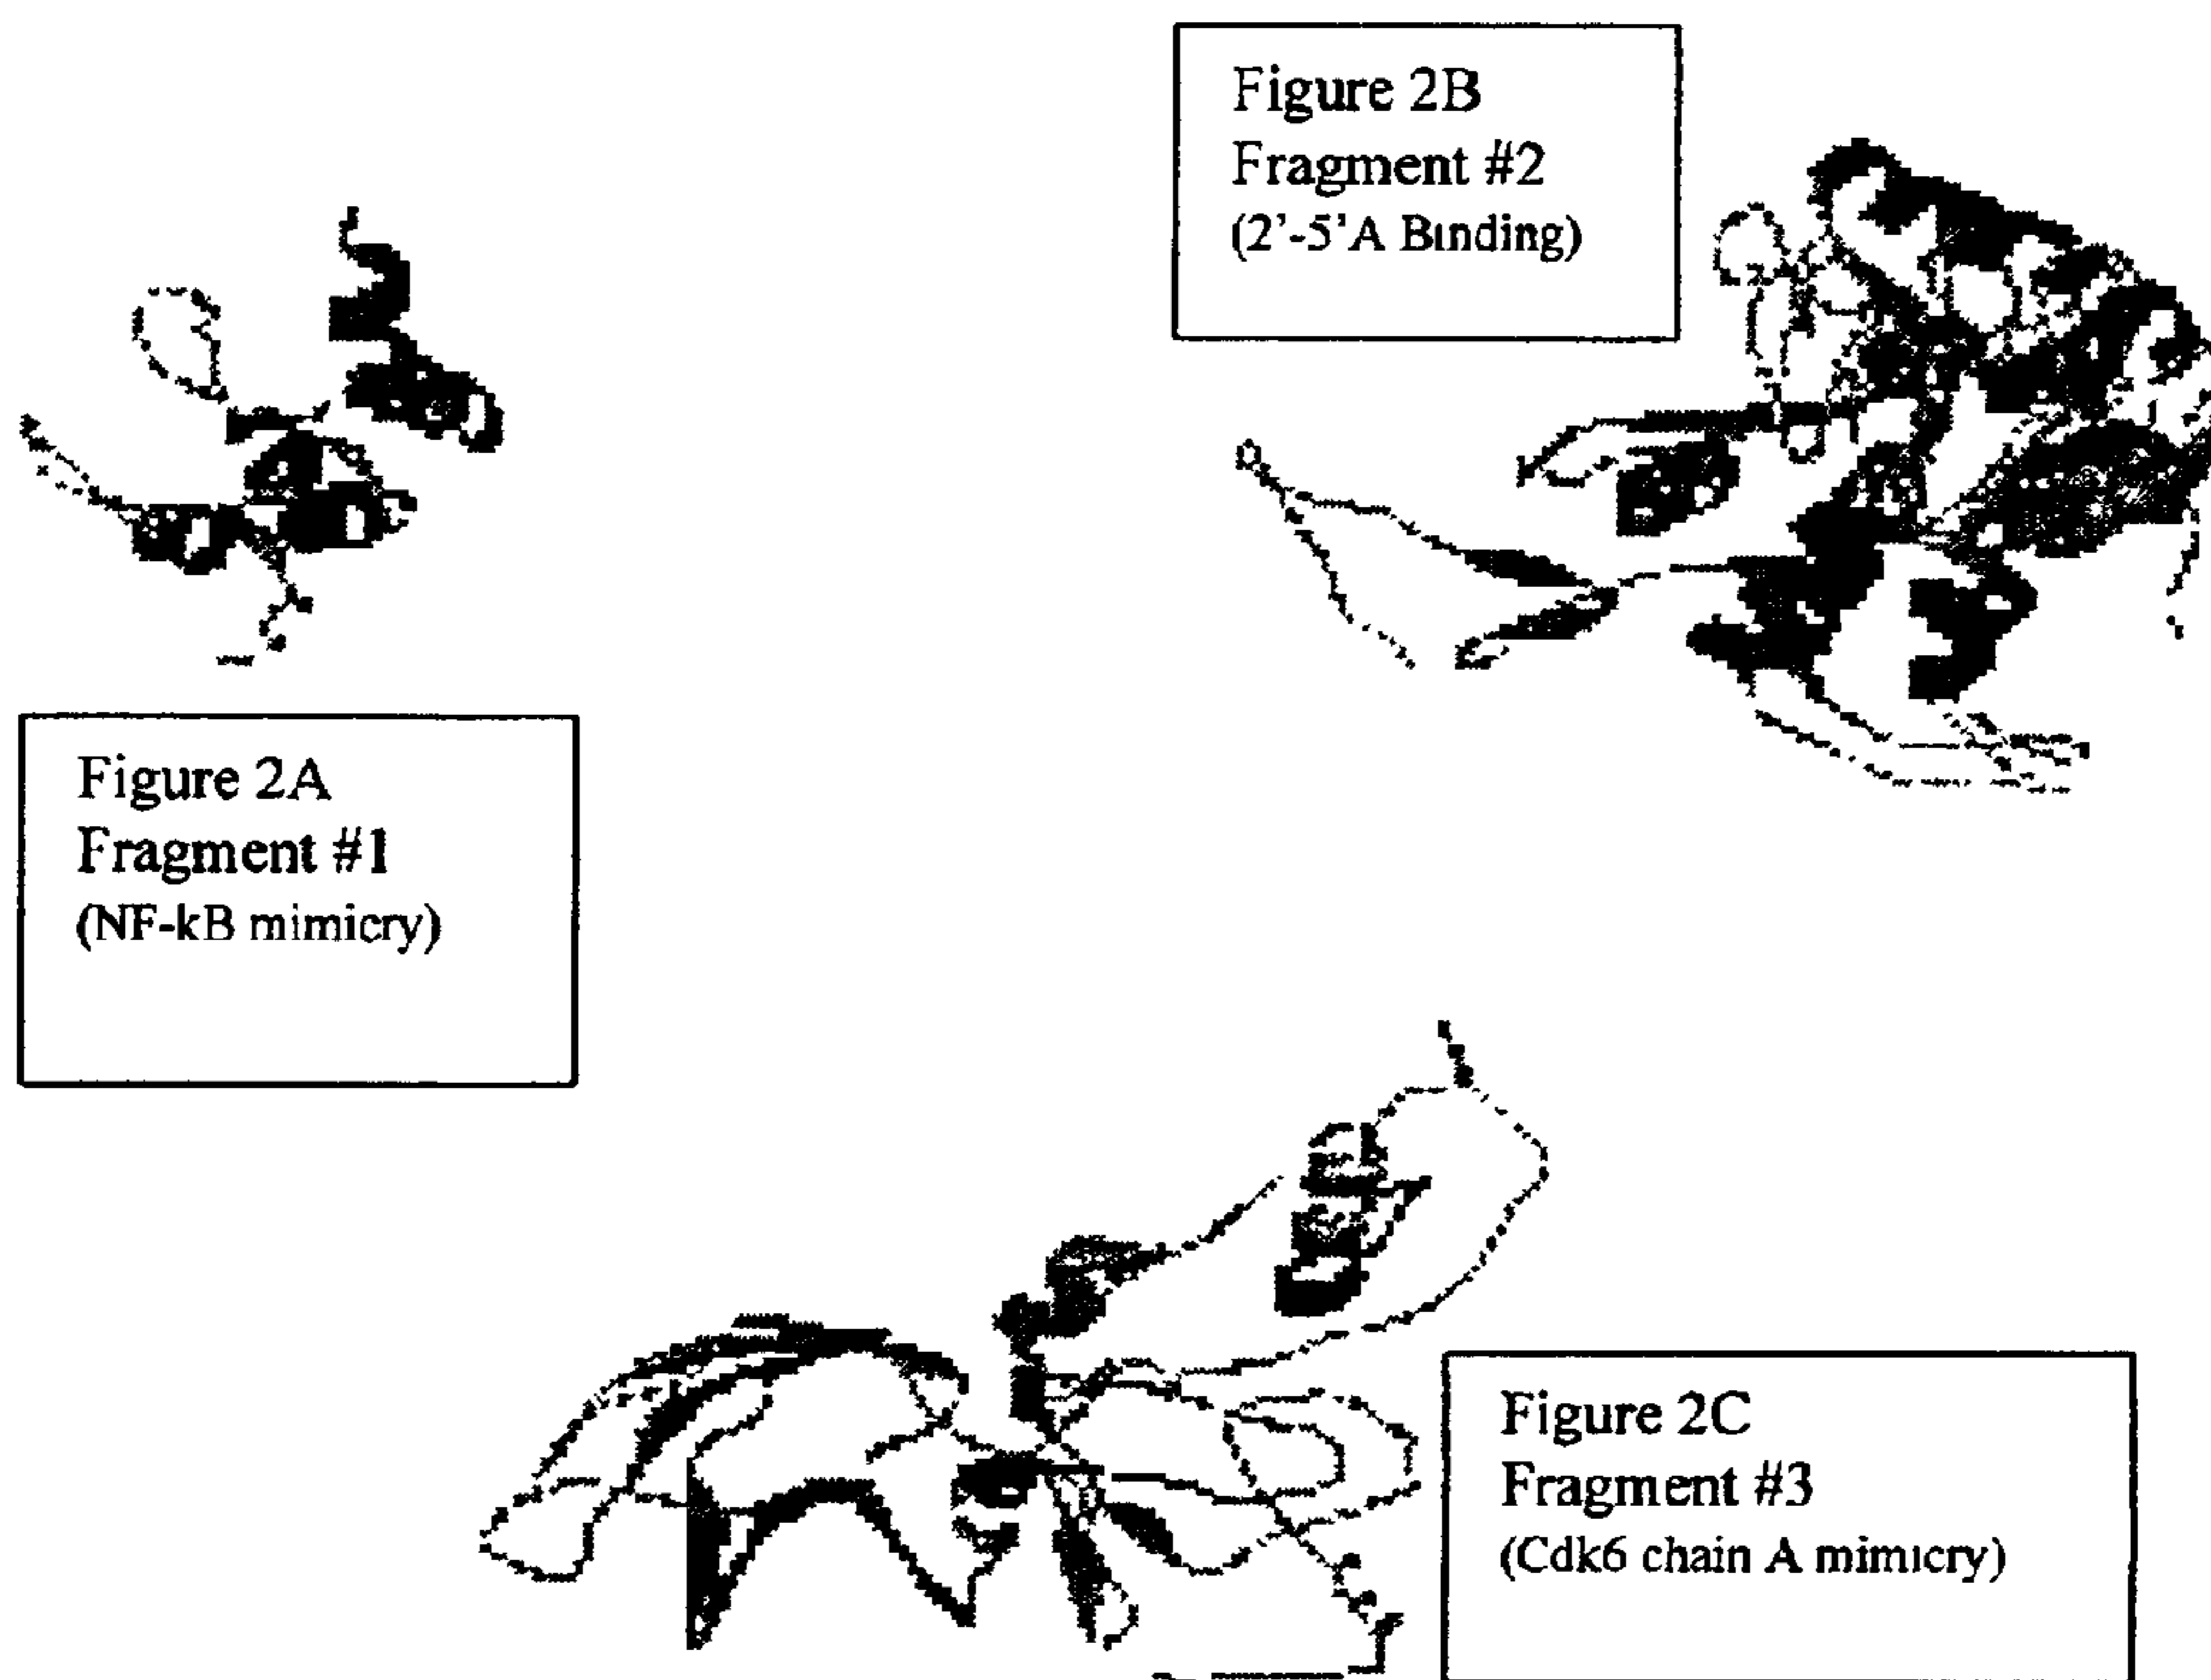 Figure 2B
Fragment #2
(2'-5'A Binding)
Figure 2A
Fragment #1
(NF-kB mimicry)
Figure 2C
Fragment #3
(Cdk6 chain A mimicry)